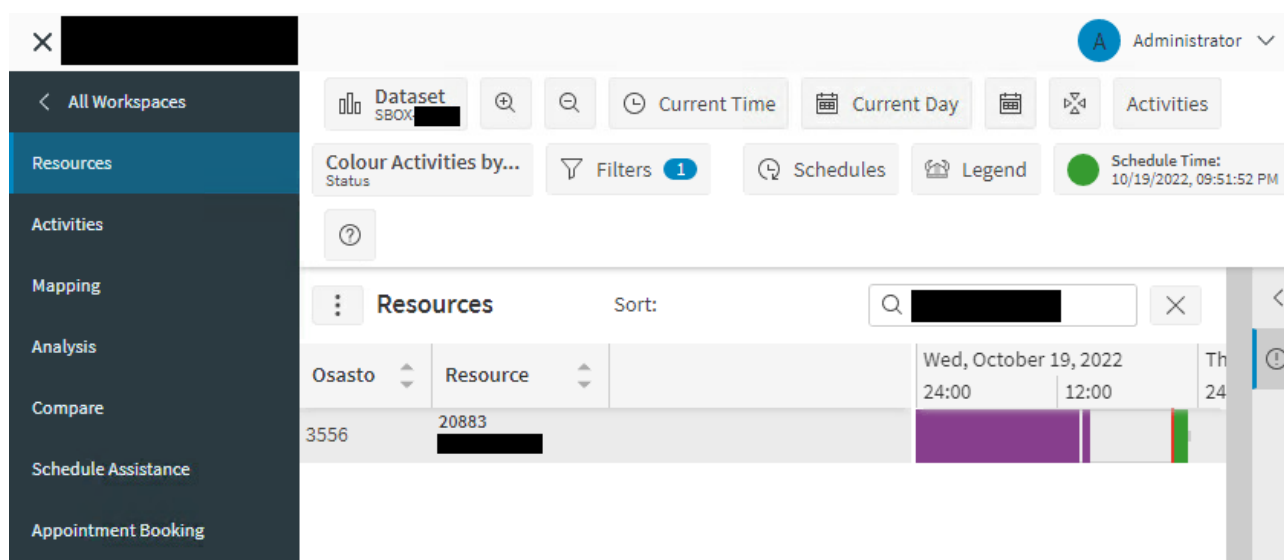 A Administrator
All Workspaces
Resources
Activities
Mapping
Analysis
Compare
Schedule Assistance
Appointment Booking
Dataset
SBOX-
Current Time
Current Day
Activities
Colour Activities by...
Status
Filters 1
Schedules
Legend
Schedule Time:
10/19/2022, 09:51:52 PM
Resources
Sort:
Osasto
Resource
Wed, October 19, 2022
Th
24:00
12:00
24
3556
20883